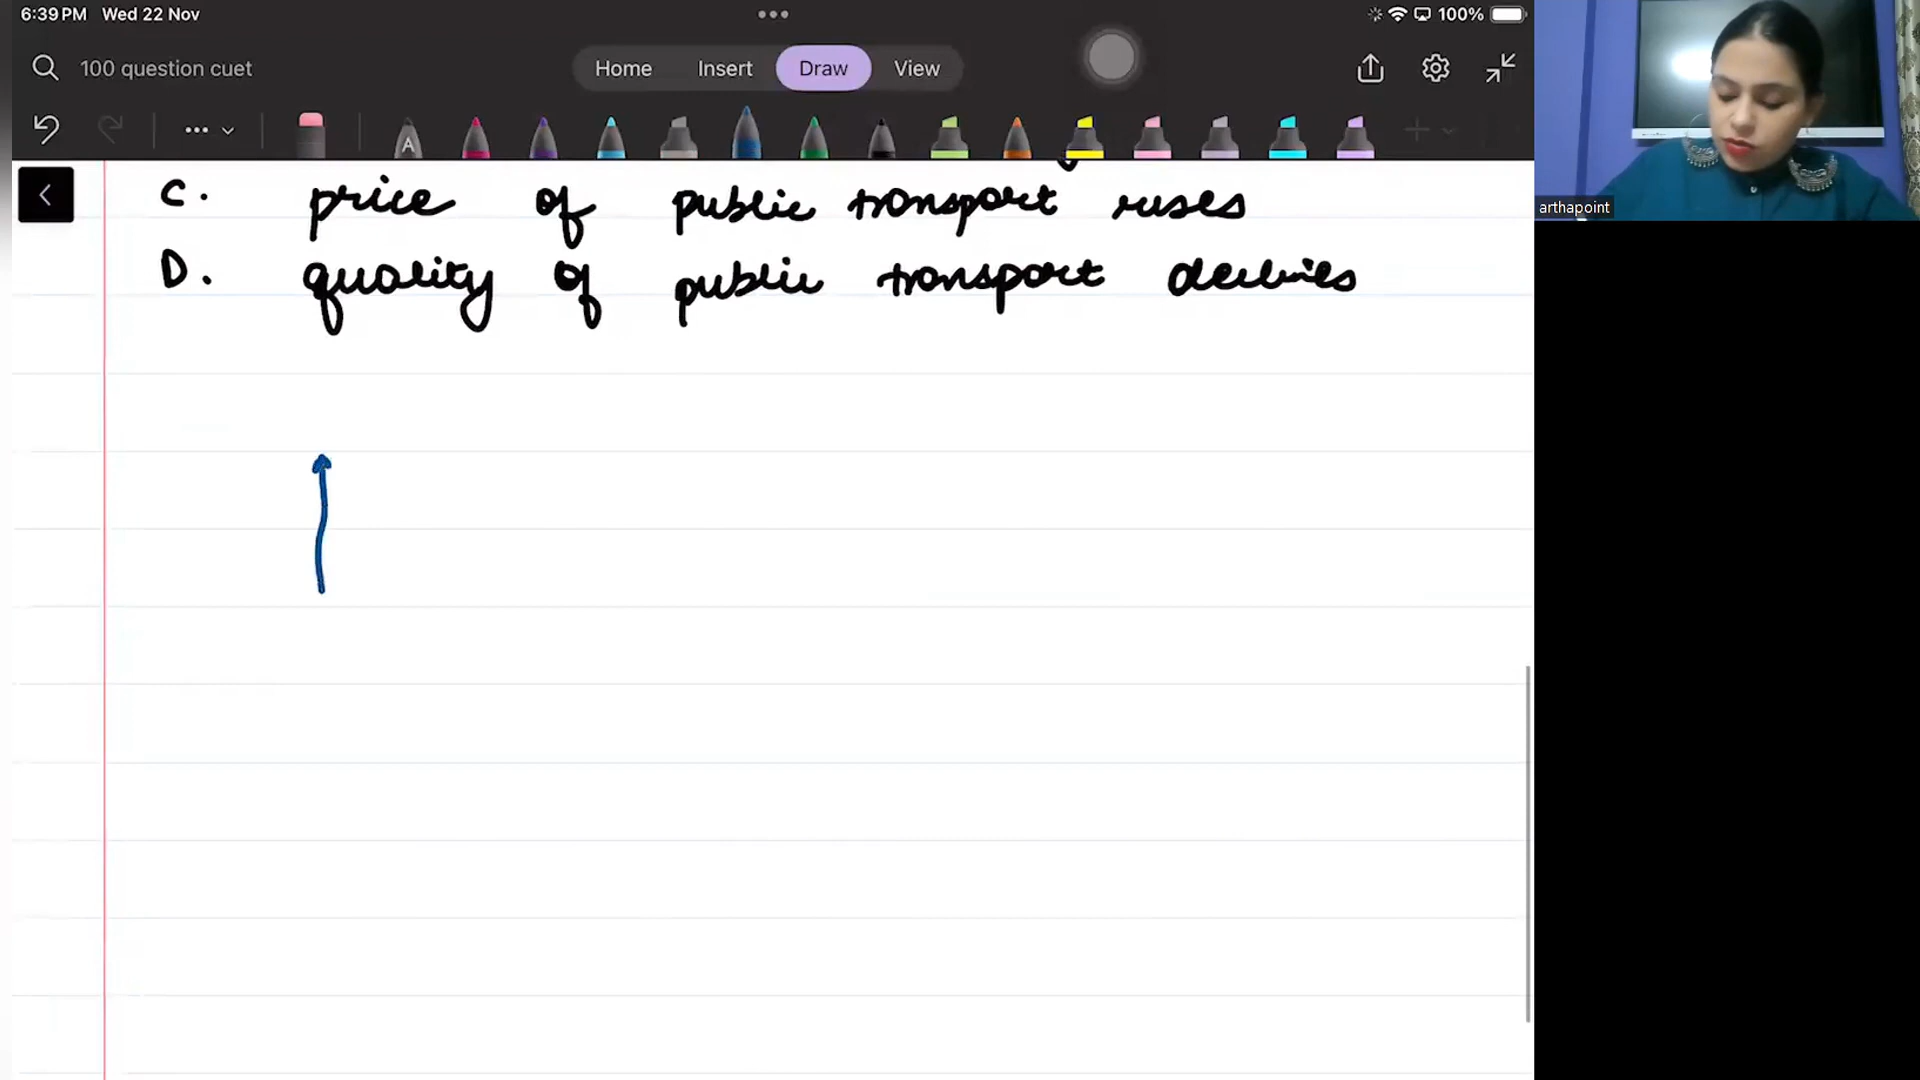 6:39 PM Wed 22 Nov
100%
100 question cuet
Home Insert Draw View
A
C. price of public transport rises
D. quality of public transport declines
arthapoint